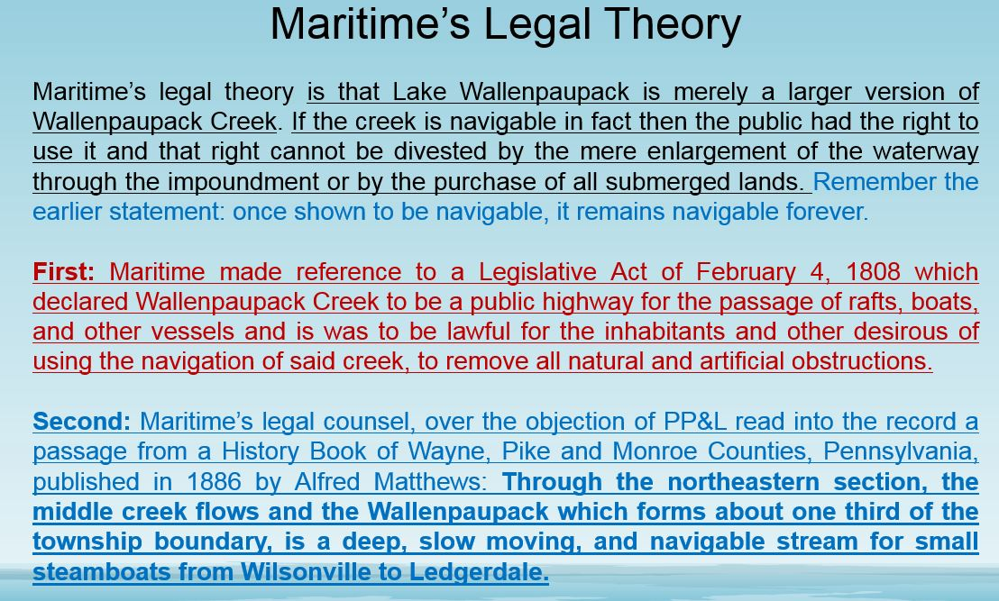 Maritime’s Legal Theory
Maritime’s legal theory is that Lake Wallenpaupack is merely a larger version of
Wallenpaupack Creek. If the creek is navigable in fact then the public had the right to
use it and that right cannot be divested by the mere enlargement of the waterway
through the impoundment or by the purchase of all submerged lands. Remember the
earlier statement: once shown to be navigable, it remains navigable forever.
First: Maritime made reference to a Legislative Act of February 4, 1808 which
declared Wallenpaupack Creek to be a public highway for the passage of rafts, boats,
and other vessels and is was to be lawful for the inhabitants and other desirous of
using the navigation of said creek, to remove all natural and artificial obstructions.
Second: Maritime’s legal counsel, over the objection of PP&L read into the record a
passage from a History Book of Wayne, Pike and Monroe Counties, Pennsylvania,
published in 1886 by Alfred Matthews: Through the northeastern section, the
middle creek flows and the Wallenpaupack which forms about one third of the
township boundary, is a deep, slow moving, and navigable stream for small
steamboats from Wilsonville to Ledgerdale.